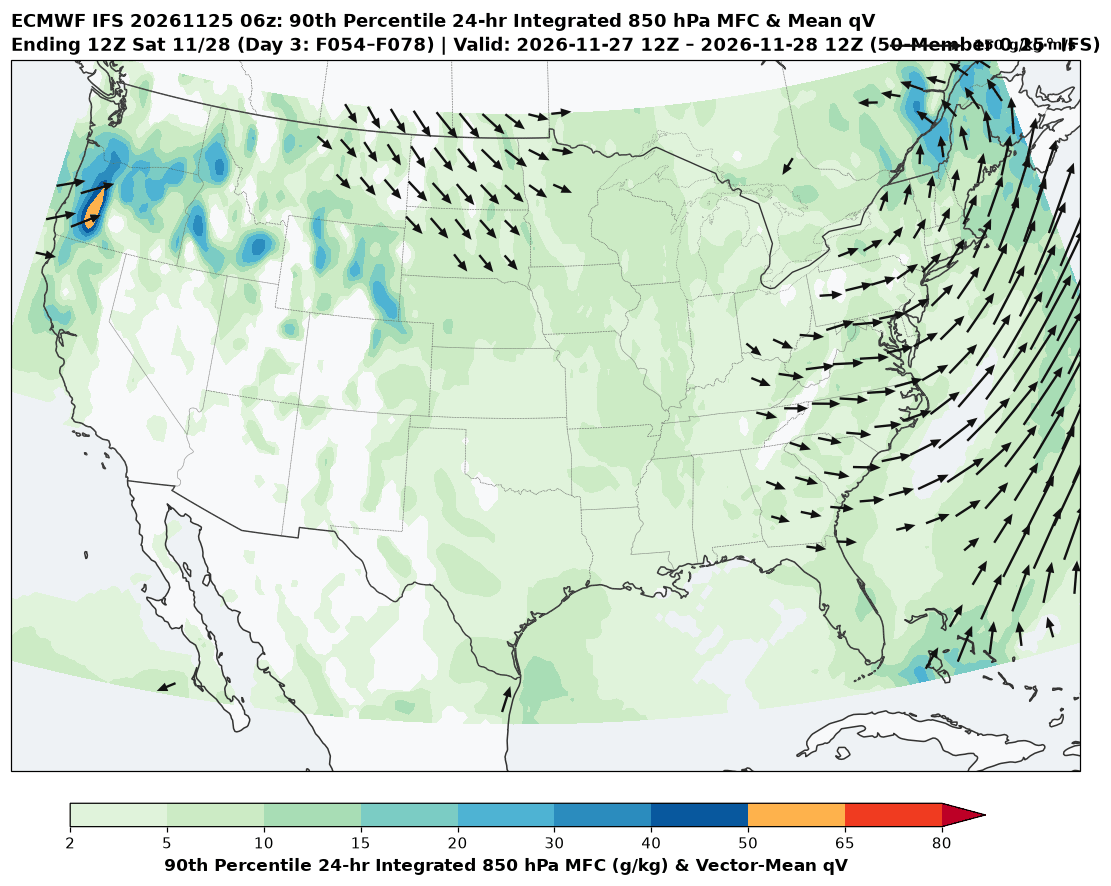 ECMWF IFS 20261125 06z: 90th Percentile 24-hr Integrated 850 hPa MFC & Mean qV
Ending 12Z Sat 11/28 (Day 3: F054–F078) | Valid: 2026-11-27 12Z – 2026-11-28 12Z (50-Member 0.25° IFS)
2 5 10 15 20 30 40 50 65 80
90th Percentile 24-hr Integrated 850 hPa MFC (g/kg) & Vector-Mean qV